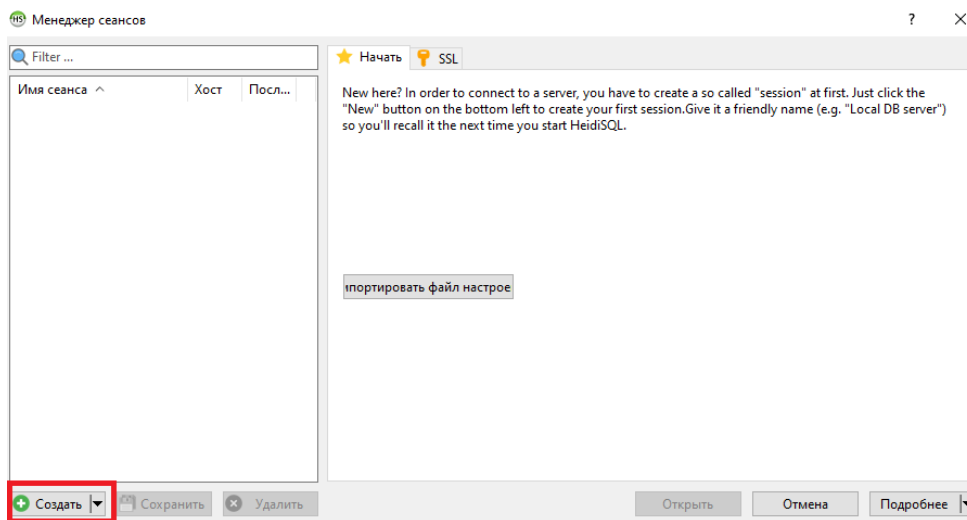 HS Менеджер сеансов ?
Filter ...
Начать SSL
Имя сеанса Хост Посл...
New here? In order to connect to a server, you have to create a so called "session" at first. Just click the
"New" button on the bottom left to create your first session.Give it a friendly name (e.g. "Local DB server")
so you'll recall it the next time you start HeidiSQL.
мпортировать файл настрое
Создать Сохранить Удалить Открыть Отмена Подробнее